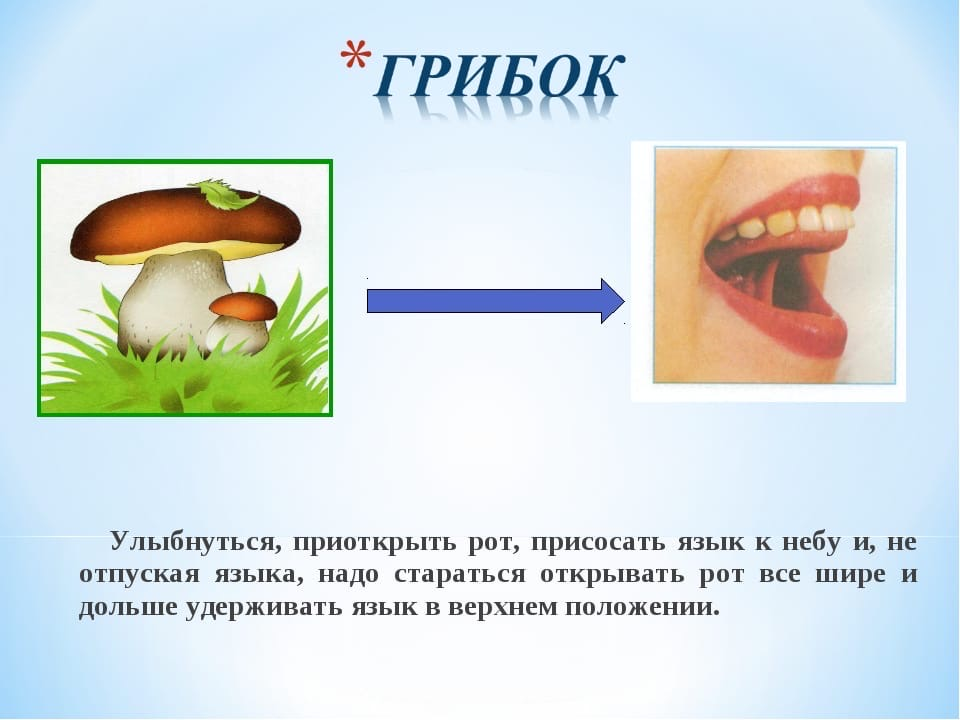 *ГРИБОК
Улыбнуться, приоткрыть рот, присосать язык к небу и, не
отпуская языка, надо стараться открывать рот все шире и
дольше удерживать язык в верхнем положении.